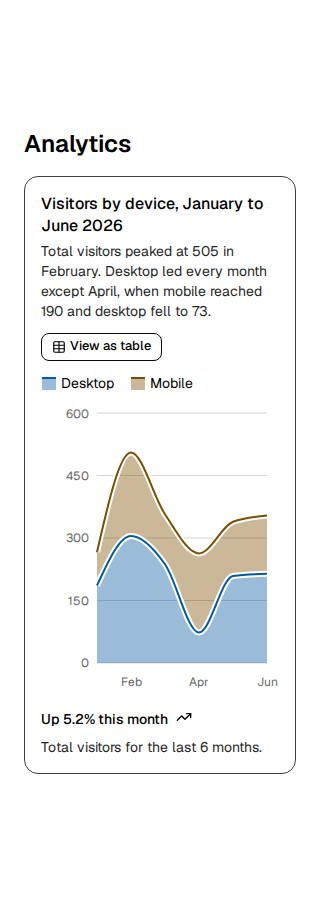 Analytics
Visitors by device, January to
June 2026
Total visitors peaked at 505 in
February. Desktop led every month
except April, when mobile reached
190 and desktop fell to 73.
View as table
Desktop Mobile
600
450
300
150
0
Feb Apr Jun
Up 5.2% this month
Total visitors for the last 6 months.